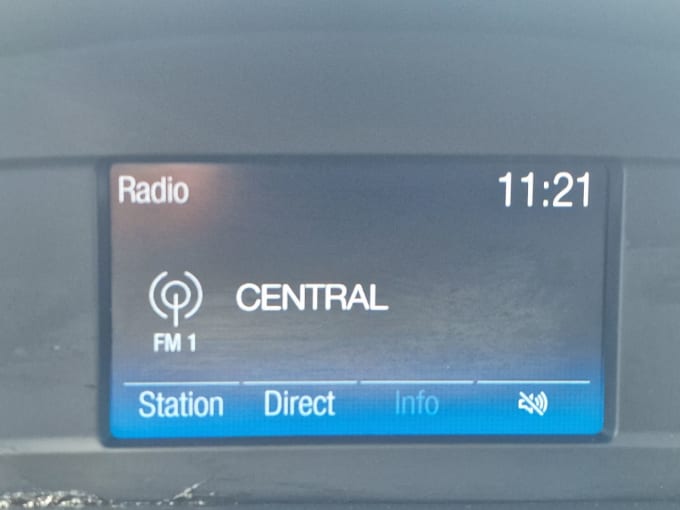 Radio 11:21
CENTRAL
FM 1
Station Direct Info